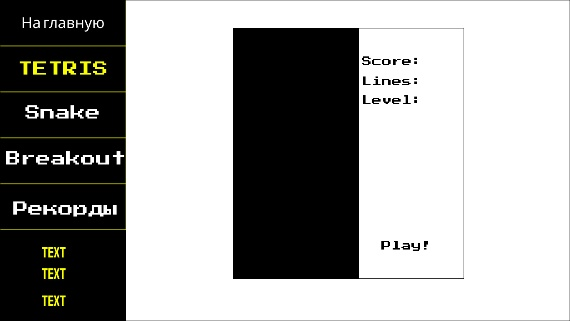 На главную
TETRIS
Snake
Breakout
Рекорды
TEXT
TEXT
TEXT
Score:
Lines:
Level:
Play!